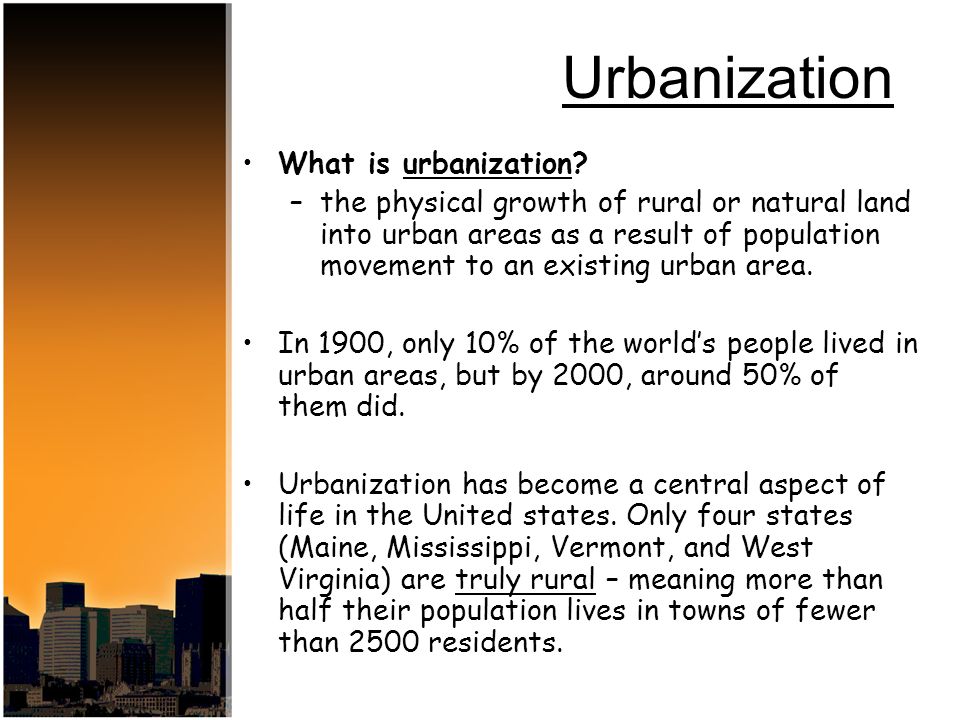 Urbanization
• What is urbanization?
– the physical growth of rural or natural land
into urban areas as a result of population
movement to an existing urban area.
• In 1900, only 10% of the world’s people lived in
urban areas, but by 2000, around 50% of
them did.
• Urbanization has become a central aspect of
life in the United states. Only four states
(Maine, Mississippi, Vermont, and West
Virginia) are truly rural – meaning more than
half their population lives in towns of fewer
than 2500 residents.